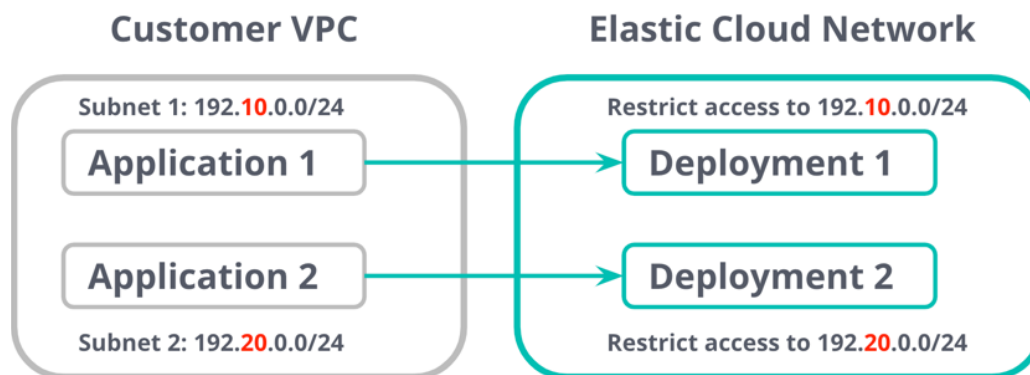 Customer VPC
Elastic Cloud Network
Subnet 1: 192.10.0.0/24
Restrict access to 192.10.0.0/24
Application 1
Deployment 1
Application 2
Deployment 2
Subnet 2: 192.20.0.0/24
Restrict access to 192.20.0.0/24